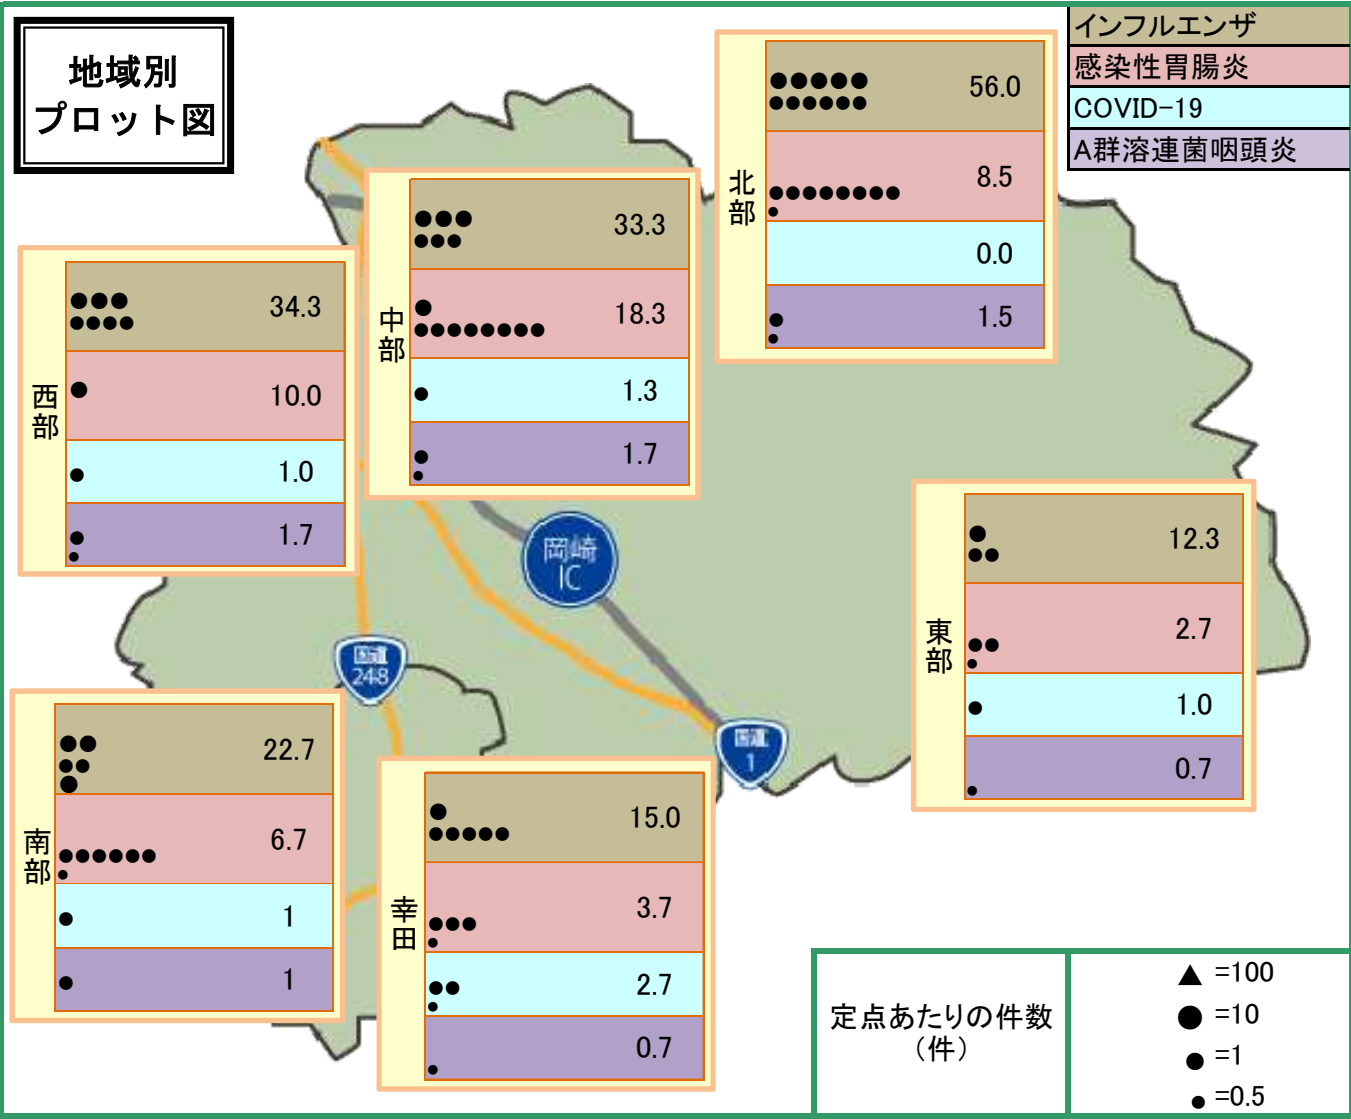 地域別
プロット図
インフルエンザ
感染性胃腸炎
COVID-19
A群溶連菌咽頭炎
北部
56.0
8.5
0.0
1.5
中部
33.3
18.3
1.3
1.7
西部
34.3
10.0
1.0
1.7
岡崎
IC
東部
12.3
2.7
1.0
0.7
国道
248
国道
1
南部
22.7
6.7
1
1
幸田
15.0
3.7
2.7
0.7
定点あたりの件数
（件）
▲ =100
● =10
● =1
● =0.5